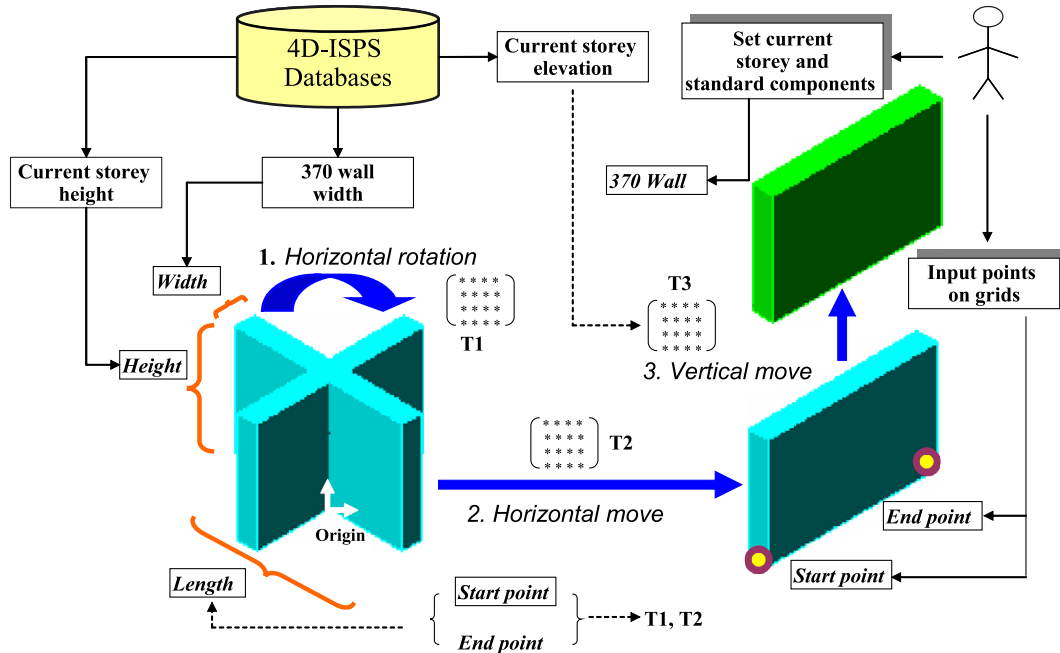 4D-ISPS
Databases
Current storey
elevation
Set current
storey and
standard components
Current storey
height
370 wall
width
370 Wall
Width
1. Horizontal rotation
Input points
on grids
* * * *
* * * *
* * * *
* * * *
T1
T3
* * * *
* * * *
* * * *
* * * *
Height
3. Vertical move
* * * *
* * * *
* * * *
* * * *
T2
2. Horizontal move
Origin
End point
Start point
Length
Start point
End point
T1, T2